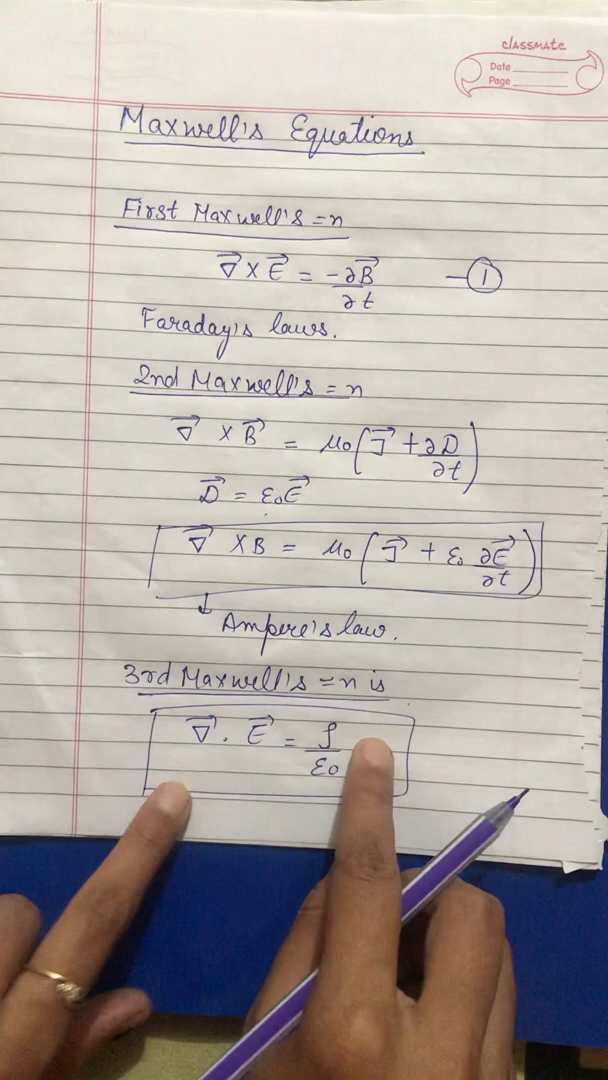 classmate
Date
Page
Maxwell's Equations
First Maxwell's =n
∇⃗ × E⃗ = -∂B⃗/∂t —①
Faraday's laws.
2nd Maxwell's =n
∇⃗ × B⃗ = μ₀(J⃗ + ∂D/∂t)
D⃗ = ε₀E⃗
∇⃗ × B = μ₀(J⃗ + ε₀ ∂E⃗/∂t)
↓ Ampere's law.
3rd Maxwell's =n is
∇⃗ . E⃗ = ρ/ε₀